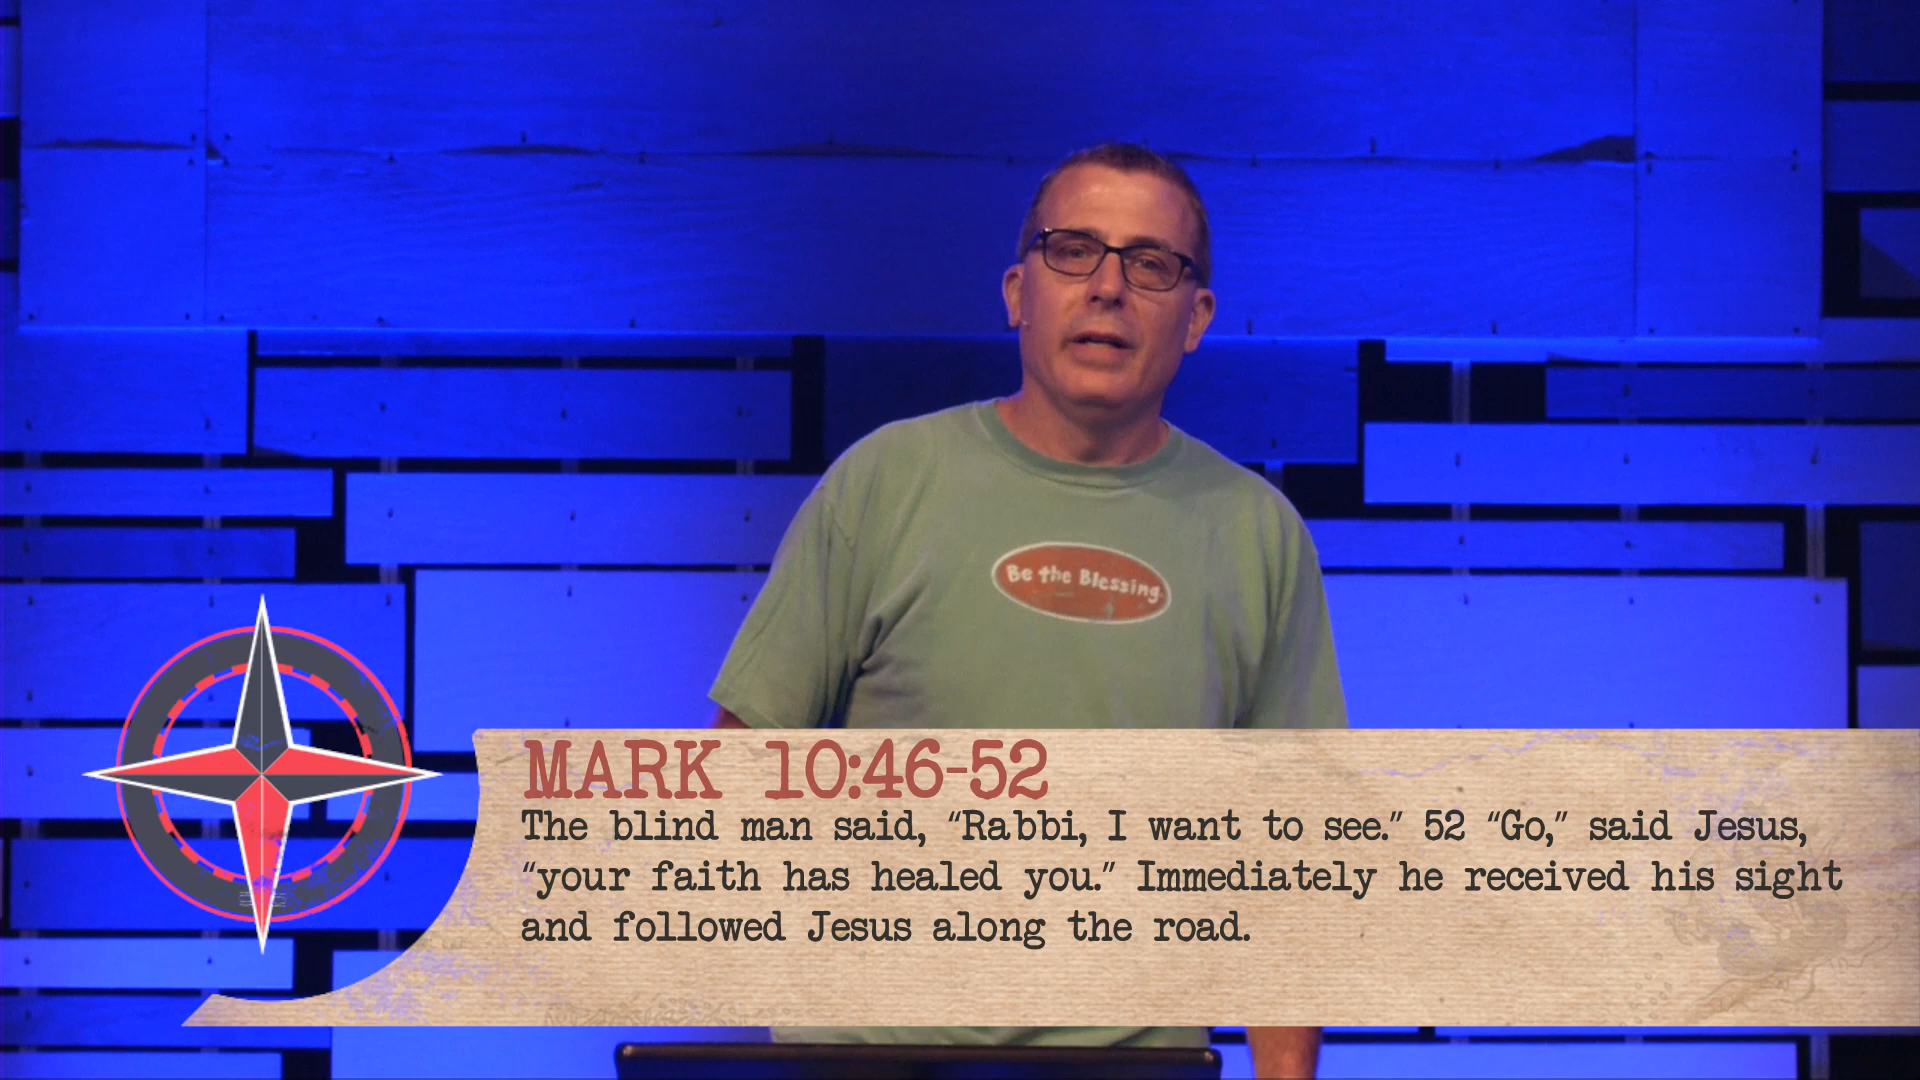 Be the Blessing.
MARK 10:46-52
The blind man said, “Rabbi, I want to see.” 52 “Go,” said Jesus,
“your faith has healed you.” Immediately he received his sight
and followed Jesus along the road.